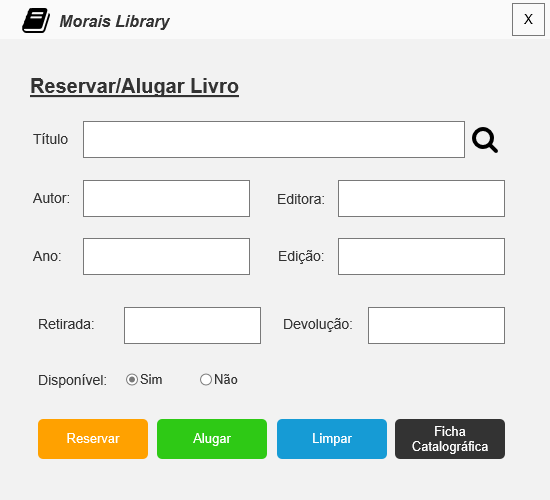 Morais Library
X
Reservar/Alugar Livro
Título
Autor:
Editora:
Ano:
Edição:
Retirada:
Devolução:
Disponível:
Sim
Não
Reservar
Alugar
Limpar
Ficha
Catalográfica